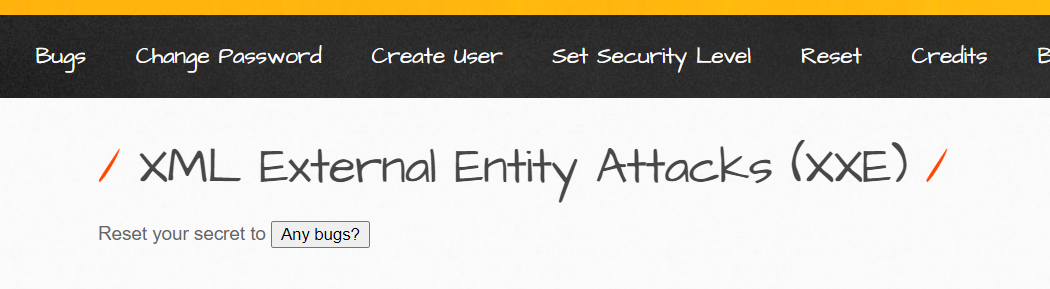 Bugs Change Password Create User Set Security Level Reset Credits
/ XML External Entity Attacks (XXE) /
Reset your secret to Any bugs?